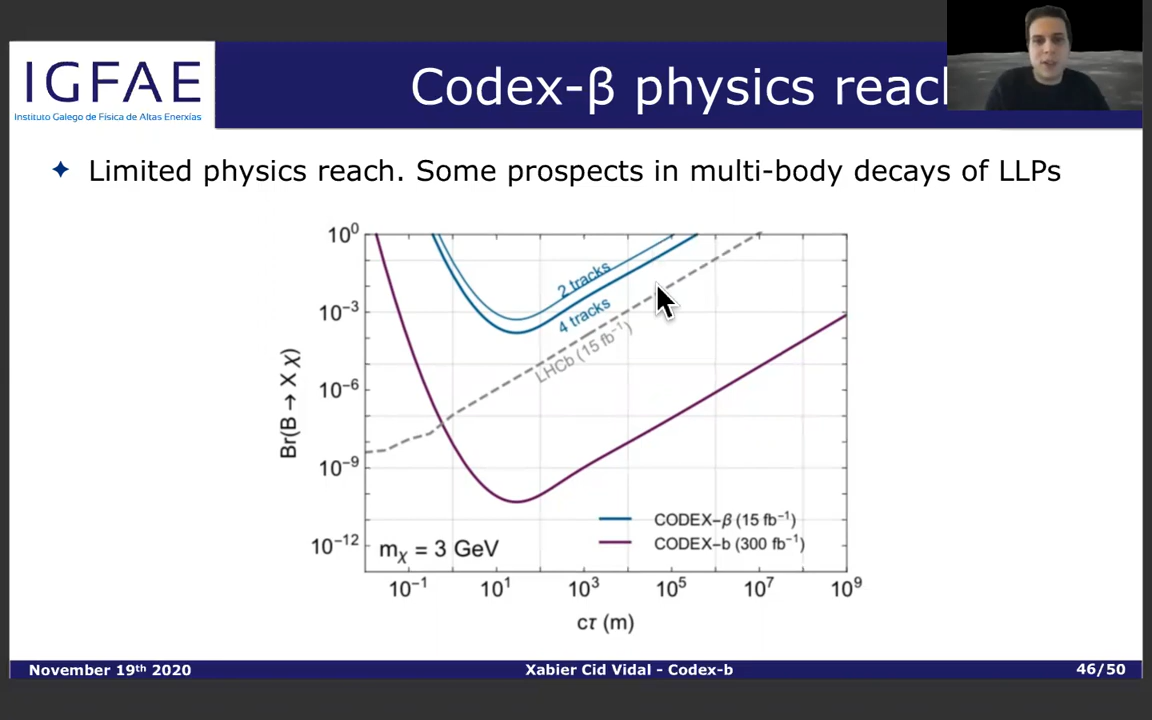 IGFAE
Instituto Galego de Física de Altas Enerxías
Codex-β physics reach
✦ Limited physics reach. Some prospects in multi-body decays of LLPs
10⁰
10⁻³
10⁻⁶
10⁻⁹
10⁻¹²
Br(B → X χ)
2 tracks
4 tracks
LHCb (15 fb⁻¹)
CODEX-β (15 fb⁻¹)
CODEX-b (300 fb⁻¹)
mχ = 3 GeV
10⁻¹ 10¹ 10³ 10⁵ 10⁷ 10⁹
cτ (m)
November 19th 2020
Xabier Cid Vidal - Codex-b
46/50